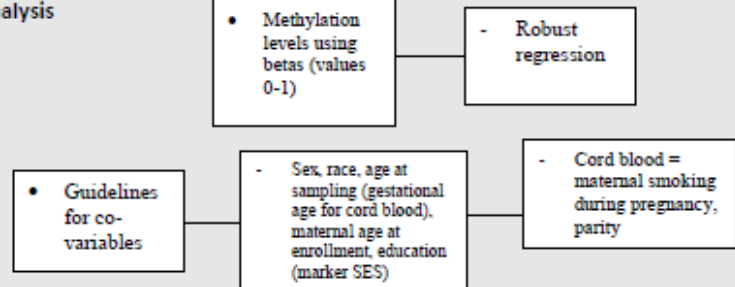 alysis
• Methylation
levels using
betas (values
0-1)
- Robust
regression
• Guidelines
for co-
variables
- Sex, race, age at
sampling (gestational
age for cord blood),
maternal age at
enrollment, education
(marker SES)
- Cord blood =
maternal smoking
during pregnancy,
parity